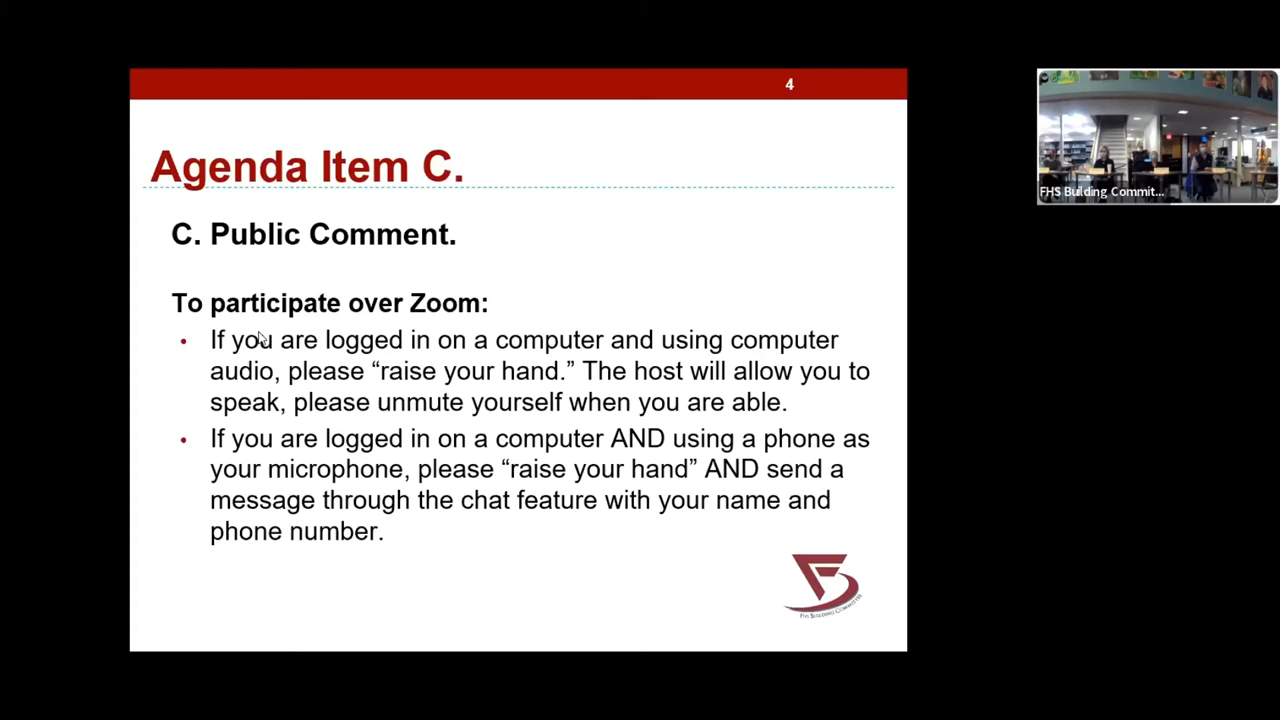 4
Agenda Item C.
C. Public Comment.
To participate over Zoom:
• If you are logged in on a computer and using computer
audio, please “raise your hand.” The host will allow you to
speak, please unmute yourself when you are able.
• If you are logged in on a computer AND using a phone as
your microphone, please “raise your hand” AND send a
message through the chat feature with your name and
phone number.
FHS BUILDING COMMITTEE
FHS Building Commit...